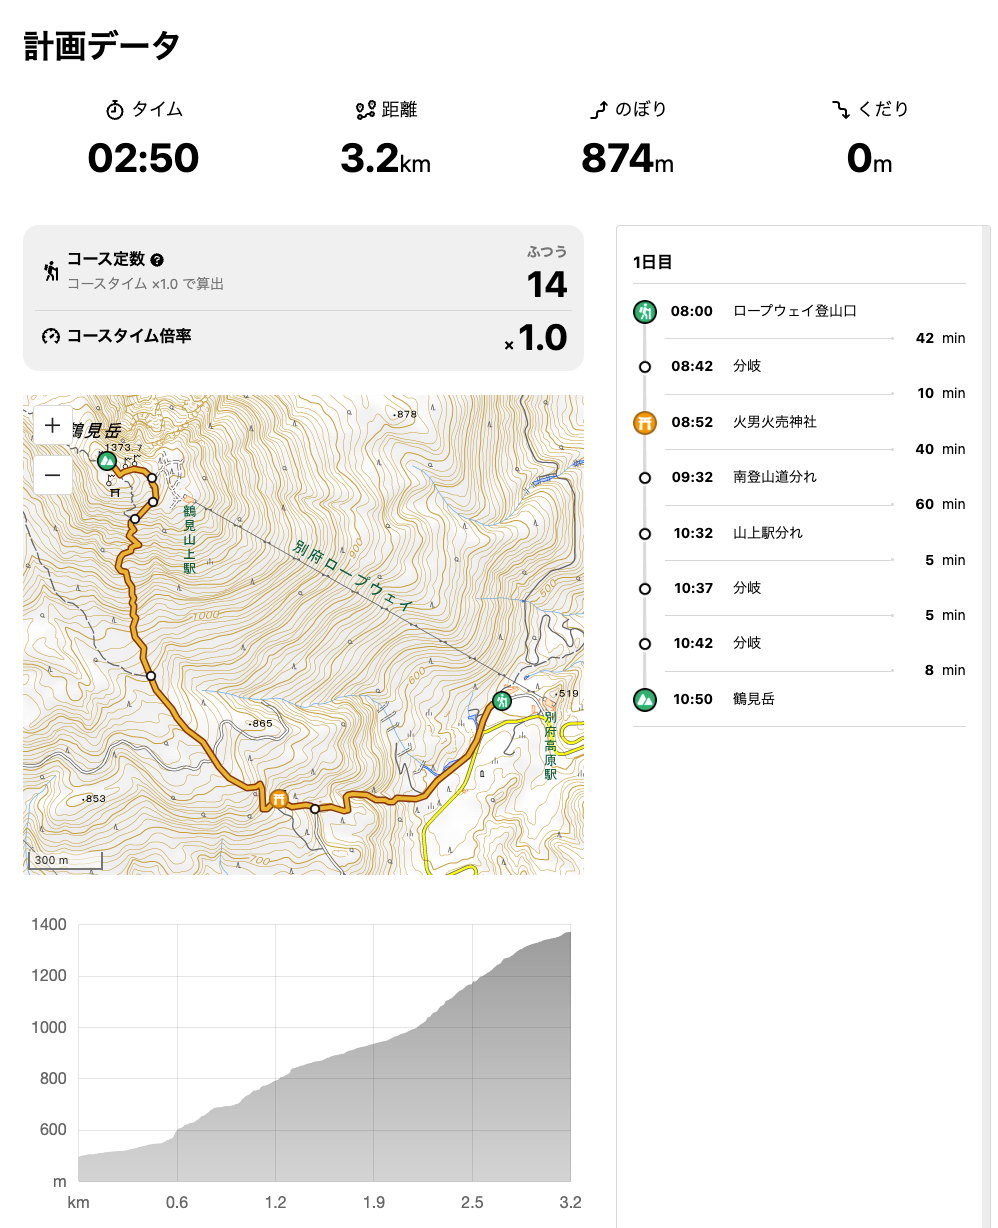 計画データ
タイム 距離 のぼり くだり
02:50 3.2km 874m 0m
コース定数 ?
コースタイム ×1.0 で算出
ふつう
14
コースタイム倍率
×1.0
+
−
鶴見岳
1373.7
鶴見山上駅
別府ロープウェイ
・878
900
500
1000
600
・519
別府高原駅
・865
・853
700
300 m
1400
1200
1000
800
600
m
km 0.6 1.2 1.9 2.5 3.2
1日目
08:00 ロープウェイ登山口
42 min
08:42 分岐
10 min
08:52 火男火売神社
40 min
09:32 南登山道分れ
60 min
10:32 山上駅分れ
5 min
10:37 分岐
5 min
10:42 分岐
8 min
10:50 鶴見岳